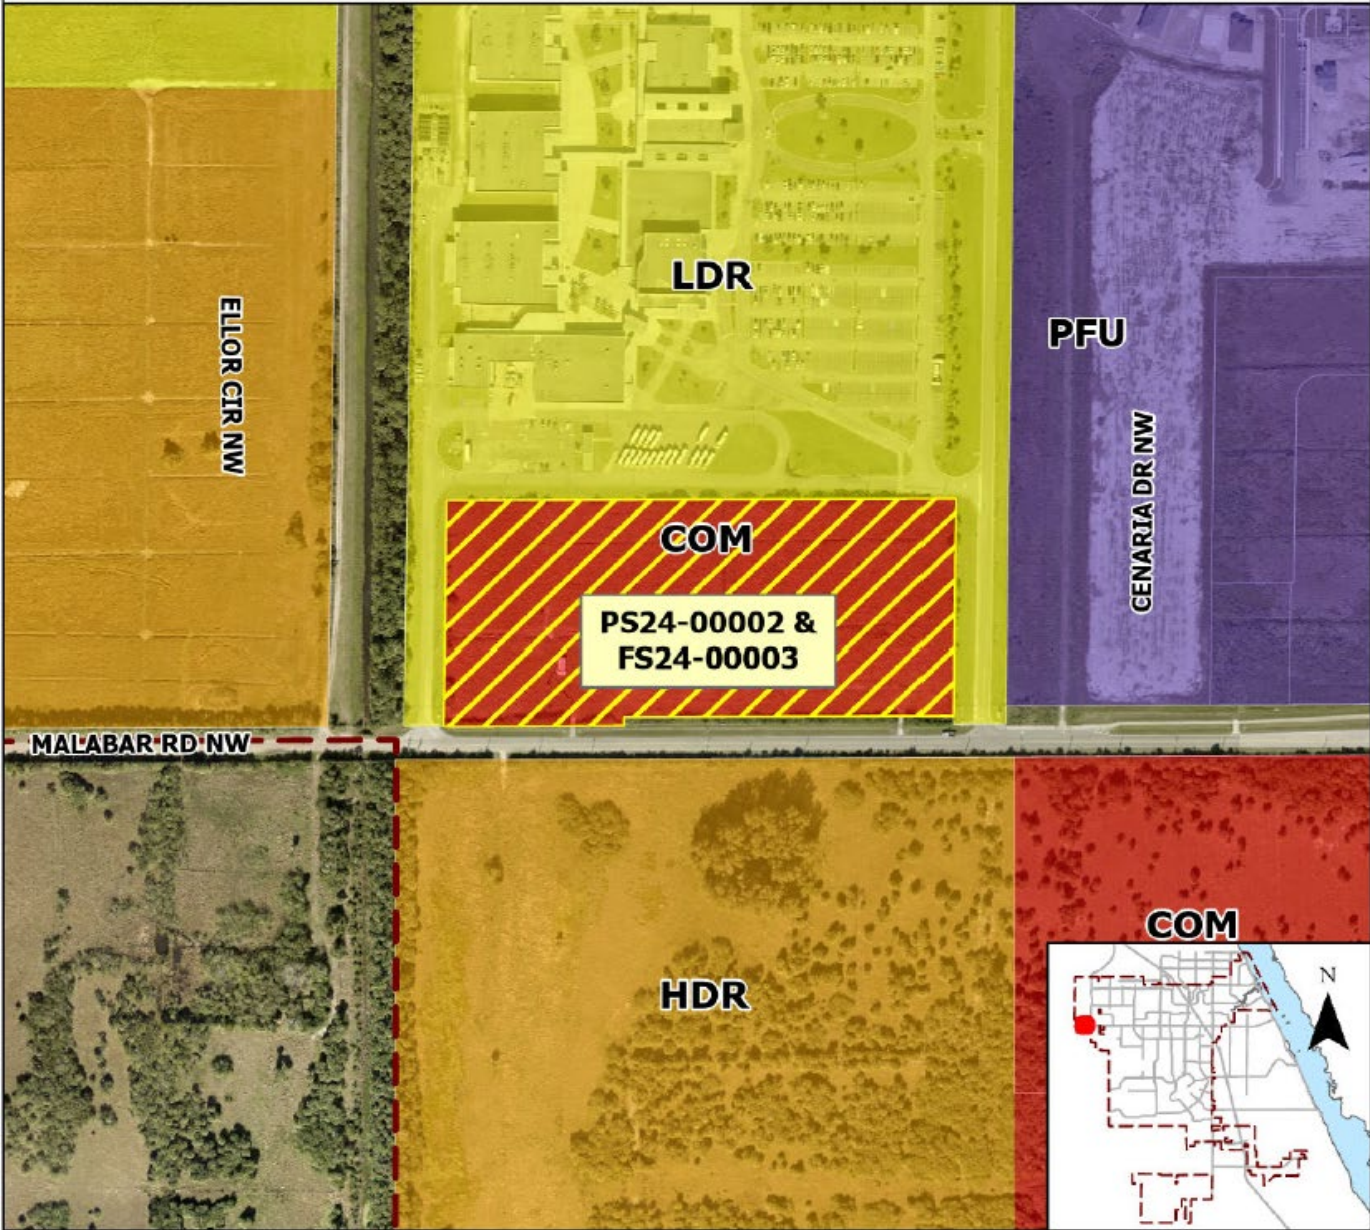 LDR
ELLOR CIR NW
PFU
CENARIA DR NW
COM
PS24-00002 &
FS24-00003
MALABAR RD NW
COM
HDR
N